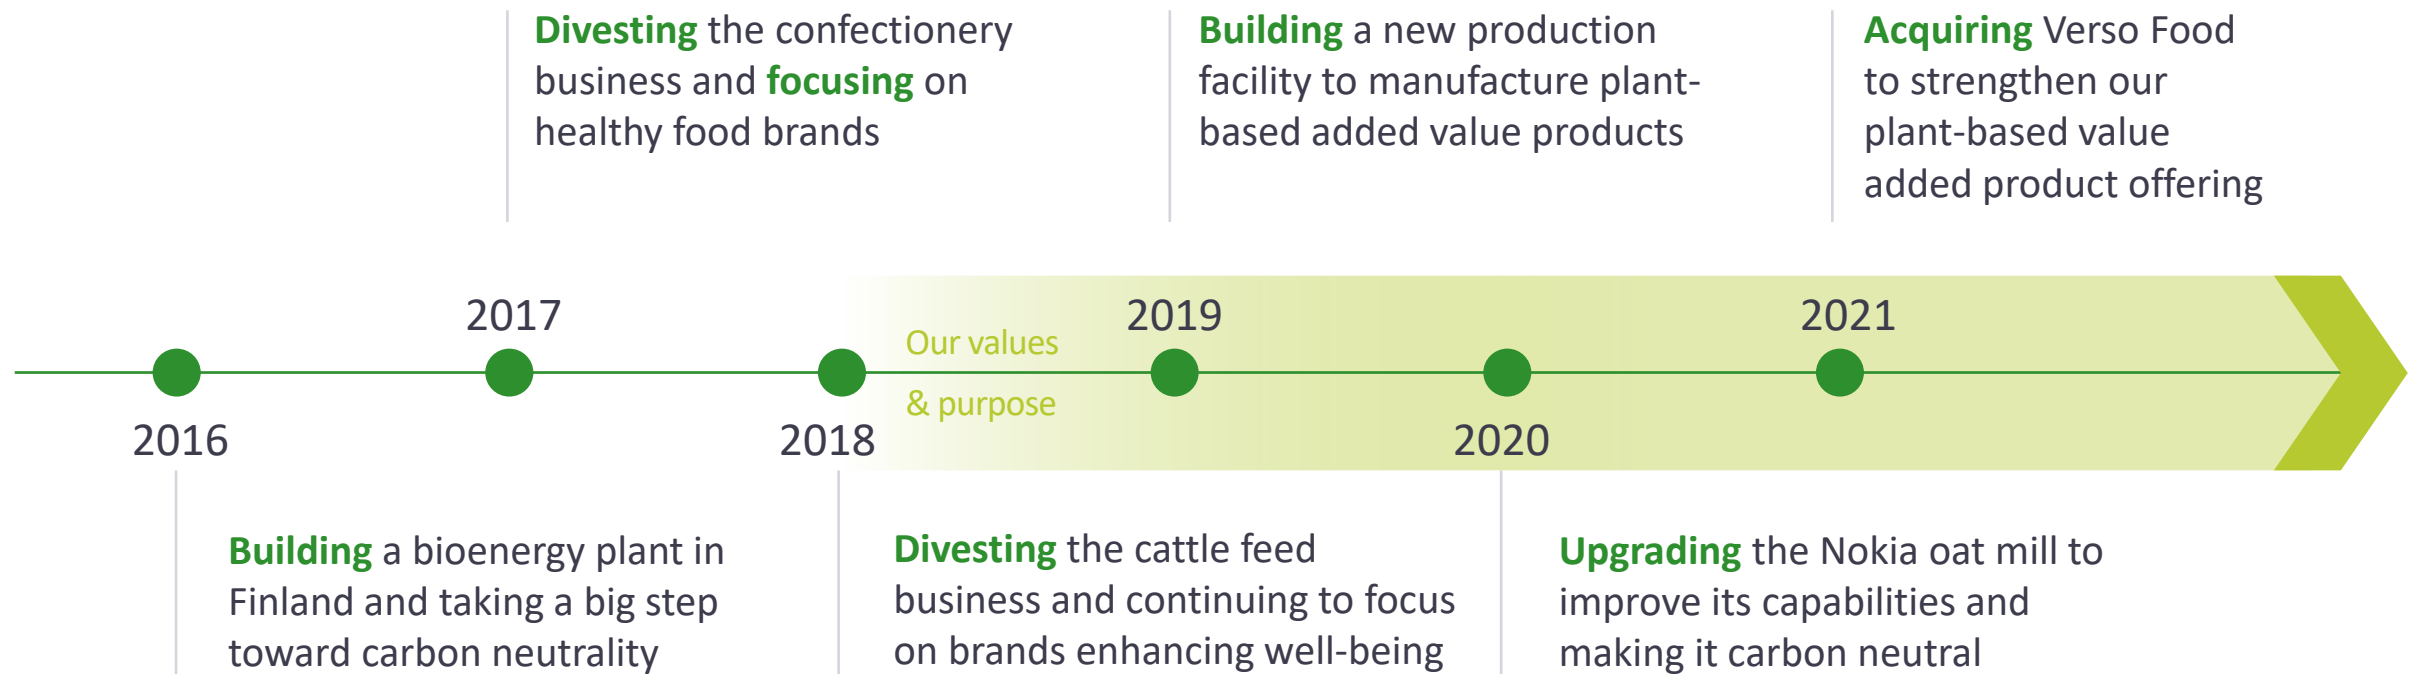 Divesting the confectionery
business and focusing on
healthy food brands
Building a new production
facility to manufacture plant-
based added value products
Acquiring Verso Food
to strengthen our
plant-based value
added product offering
2017
2019
2021
Our values
& purpose
2016
2018
2020
Building a bioenergy plant in
Finland and taking a big step
toward carbon neutrality
Divesting the cattle feed
business and continuing to focus
on brands enhancing well-being
Upgrading the Nokia oat mill to
improve its capabilities and
making it carbon neutral